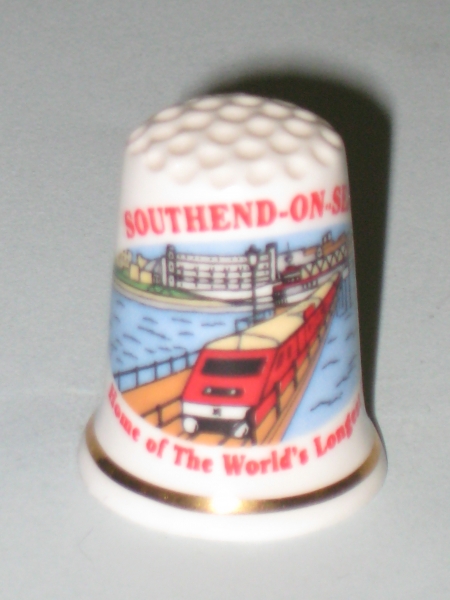 SOUTHEND-ON-SE
Home of The World's Longe